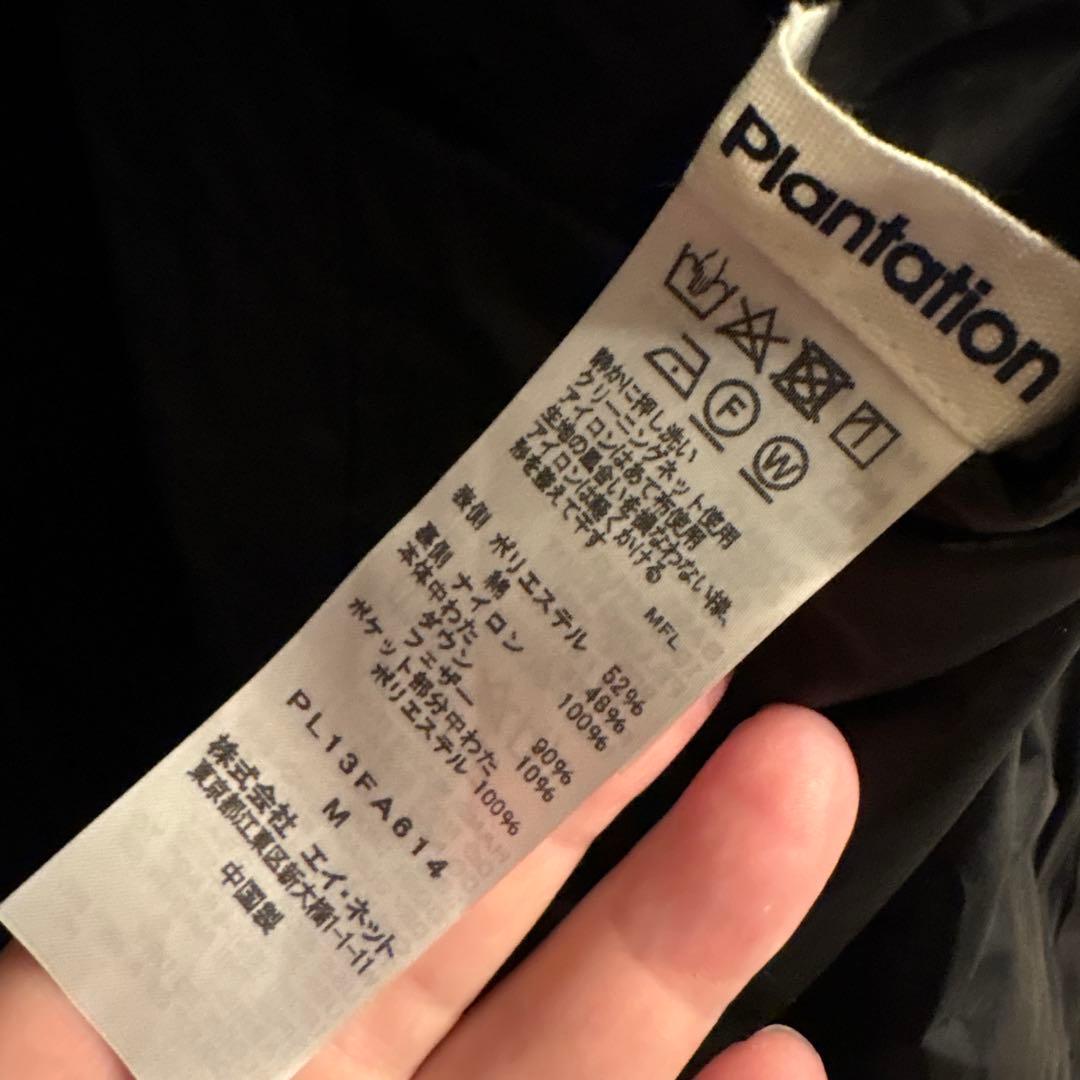 Plantation
F
W
静かに押し洗い
クリーニングネット使用
アイロンはあて布使用
生地の風合いを損なわない様、
アイロンは軽くかける
形を整えて干す
MFL
表側 ポリエステル 52%
綿 48%
裏側 ナイロン 100%
本体中わた
ダウン 90%
フェザー 10%
ポケット部分中わた
ポリエステル 100%
PL13FA614
M
株式会社 エイ・ネット
東京都江東区新大橋1-1-11
中国製